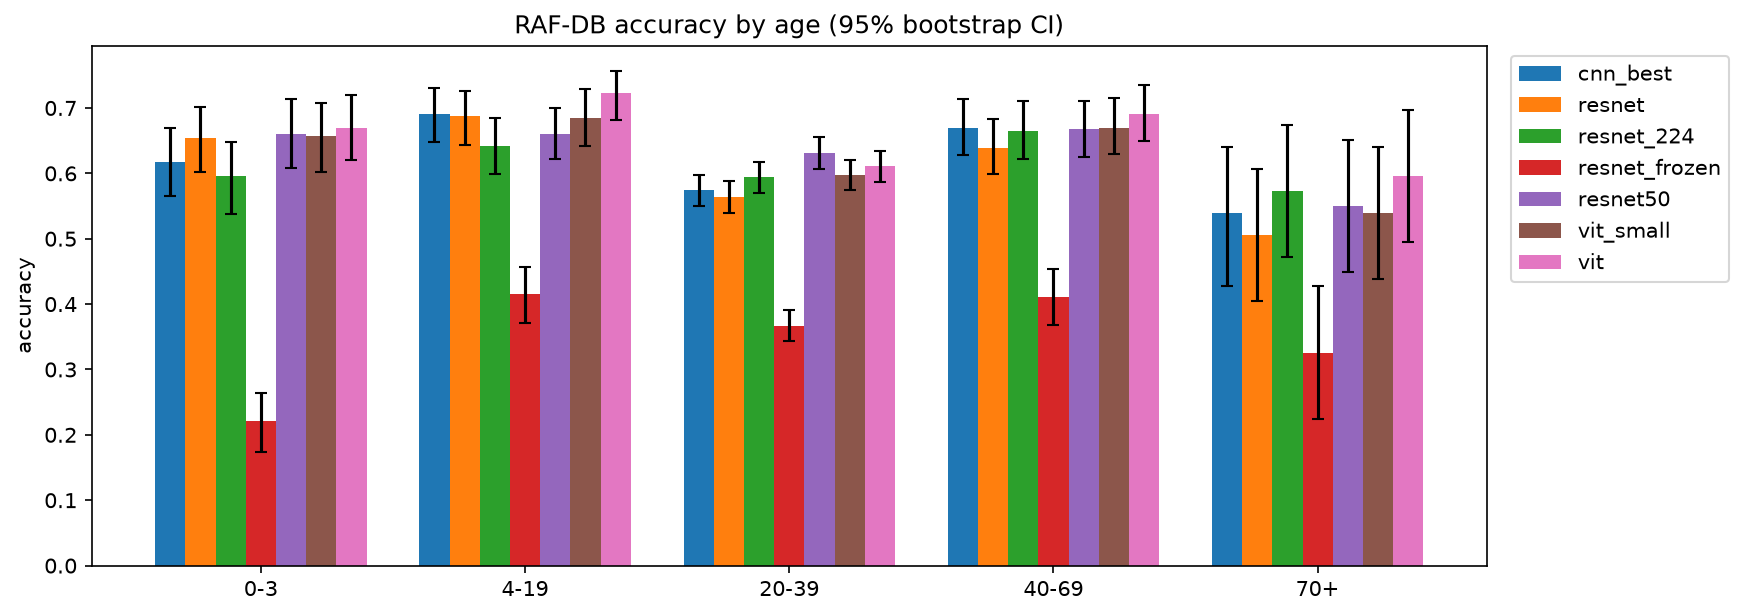 RAF-DB accuracy by age (95% bootstrap CI)
accuracy
0.7
0.6
0.5
0.4
0.3
0.2
0.1
0.0
0-3
4-19
20-39
40-69
70+
cnn_best
resnet
resnet_224
resnet_frozen
resnet50
vit_small
vit